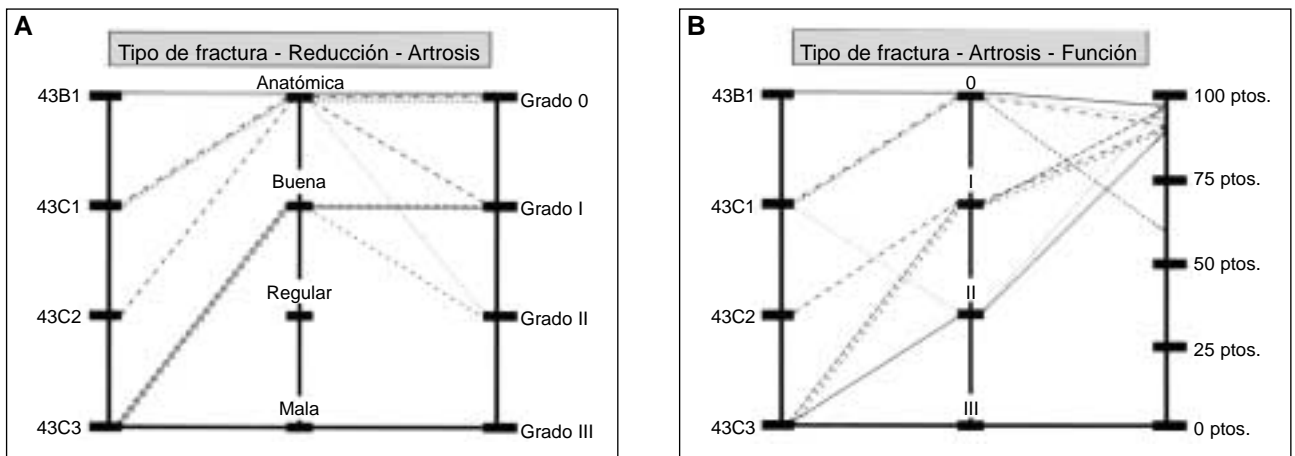 A
Tipo de fractura - Reducción - Artrosis
Anatómica
43B1
Grado 0
Buena
43C1
Grado I
Regular
43C2
Grado II
Mala
43C3
Grado III
B
Tipo de fractura - Artrosis - Función
0
43B1
100 ptos.
I
75 ptos.
43C1
50 ptos.
II
43C2
25 ptos.
III
43C3
0 ptos.